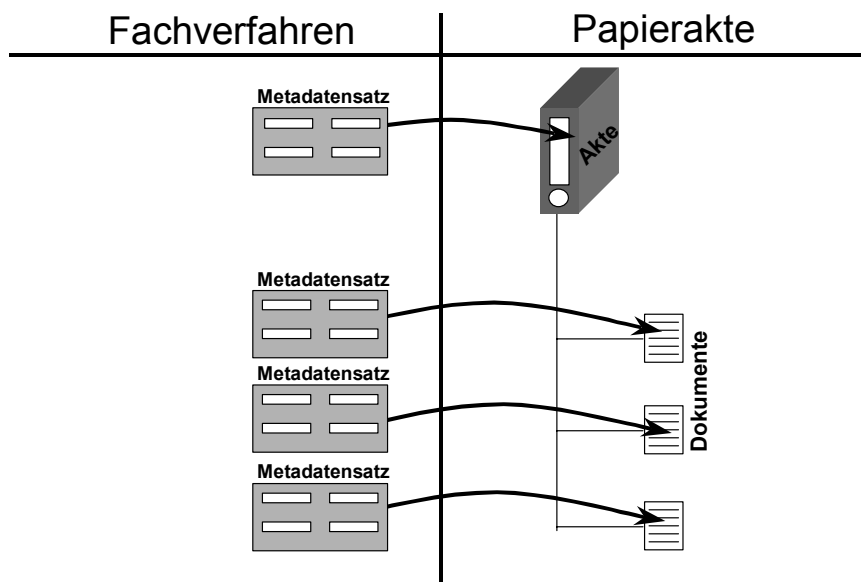 Fachverfahren
Papierakte
Metadatensatz
Akte
Metadatensatz
Metadatensatz
Metadatensatz
Dokumente